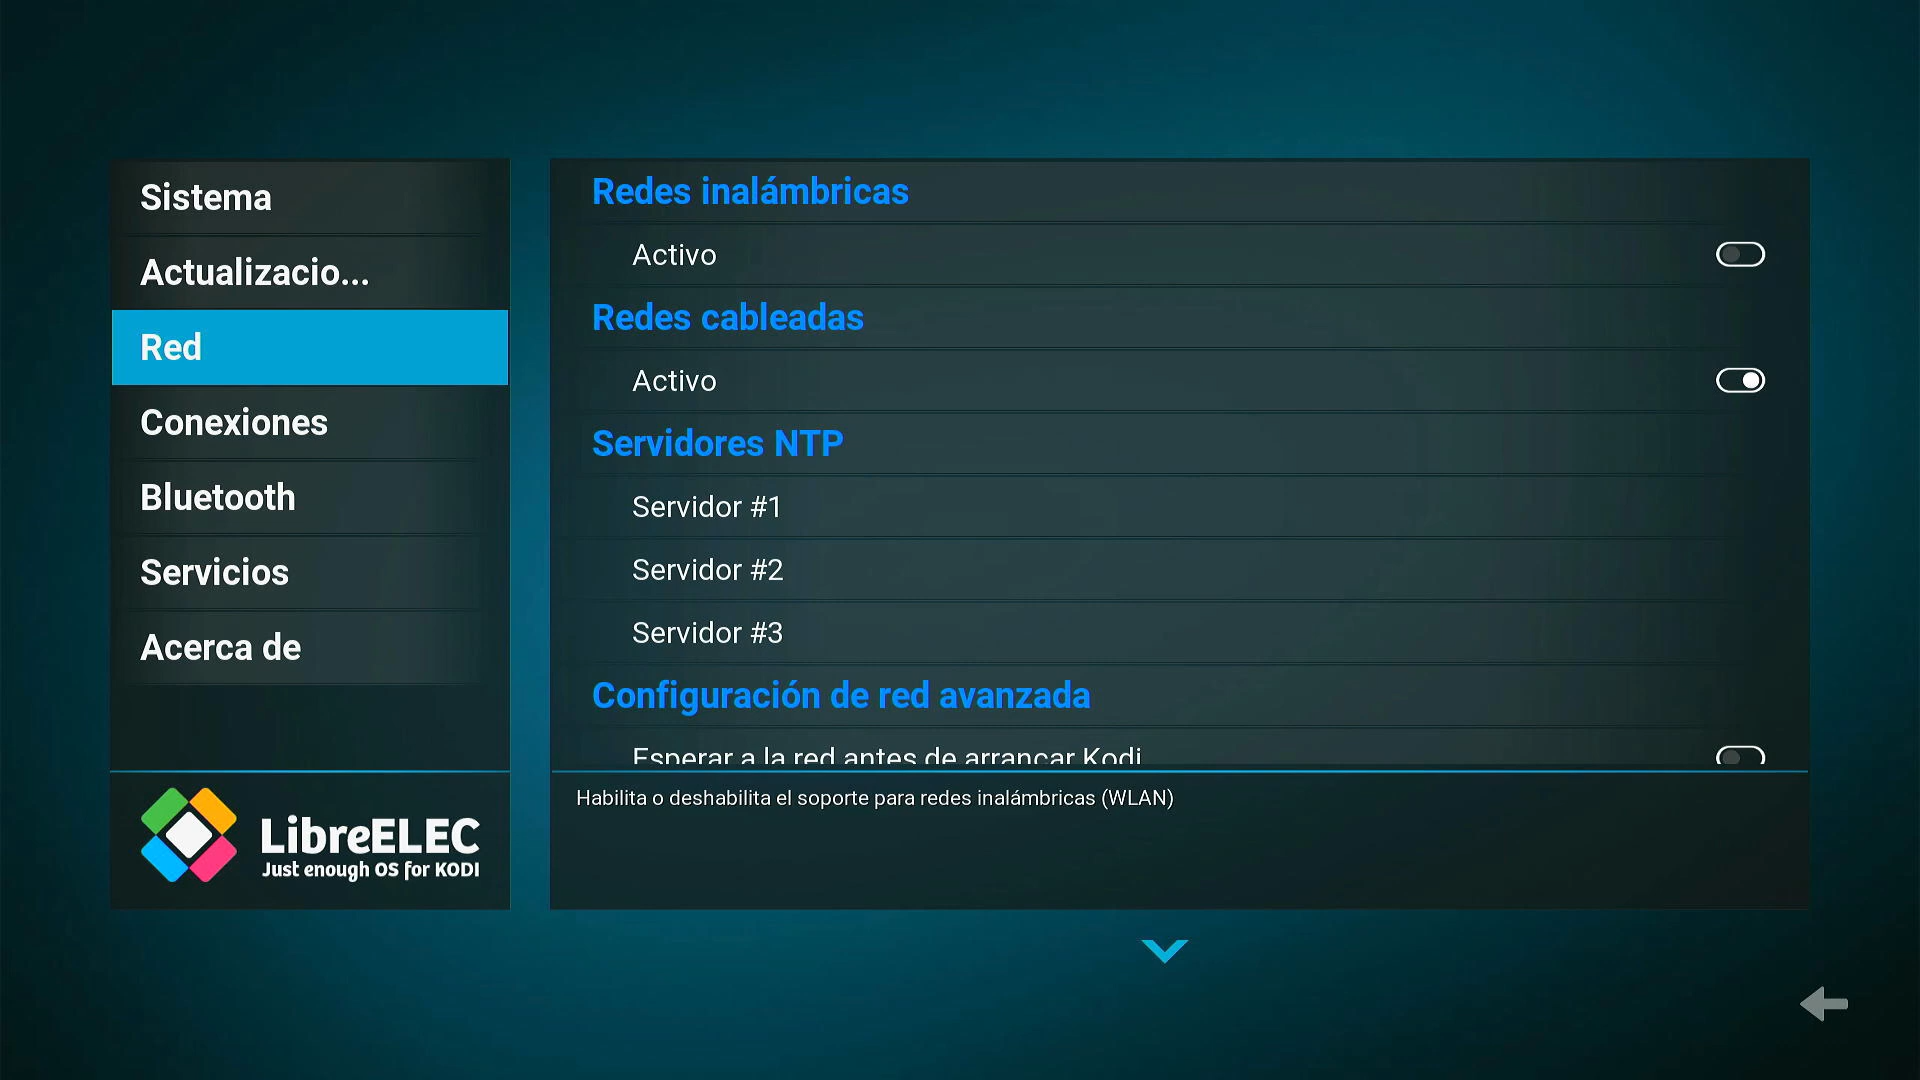 Sistema
Actualizacio...
Red
Conexiones
Bluetooth
Servicios
Acerca de
LibreELEC
Just enough OS for KODI
Redes inalámbricas
Activo
Redes cableadas
Activo
Servidores NTP
Servidor #1
Servidor #2
Servidor #3
Configuración de red avanzada
Esperar a la red antes de arrancar Kodi
Habilita o deshabilita el soporte para redes inalámbricas (WLAN)